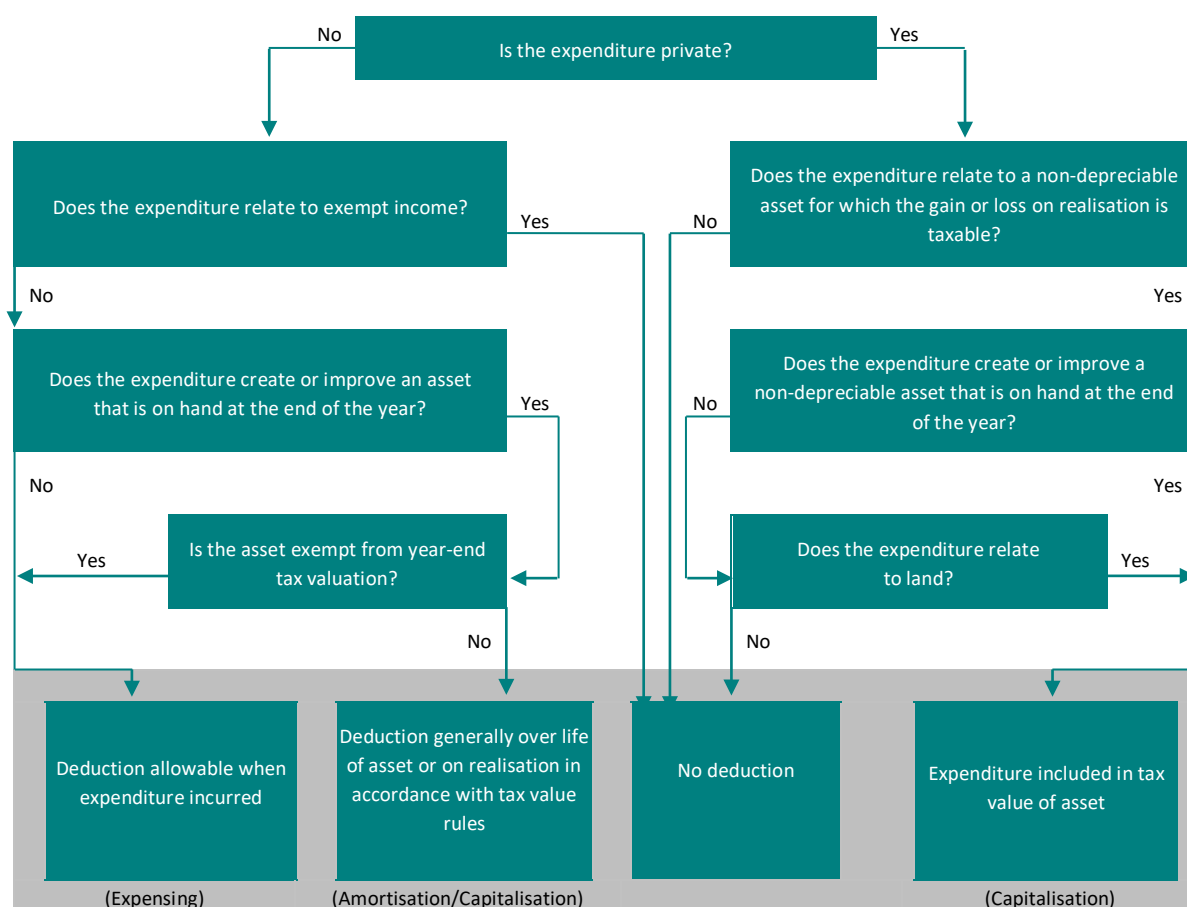 No
Is the expenditure private?
Yes
Does the expenditure relate to exempt income?
Yes
No
Does the expenditure relate to a non-depreciable
asset for which the gain or loss on realisation is
taxable?
No
Yes
Does the expenditure create or improve an asset
that is on hand at the end of the year?
Yes
No
Does the expenditure create or improve a
non-depreciable asset that is on hand at the end
of the year?
No
Yes
Yes
Is the asset exempt from year-end
tax valuation?
No
Does the expenditure relate
to land?
Yes
No
Deduction allowable when
expenditure incurred
Deduction generally over life
of asset or on realisation in
accordance with tax value
rules
No deduction
Expenditure included in tax
value of asset
(Expensing)
(Amortisation/Capitalisation)
(Capitalisation)